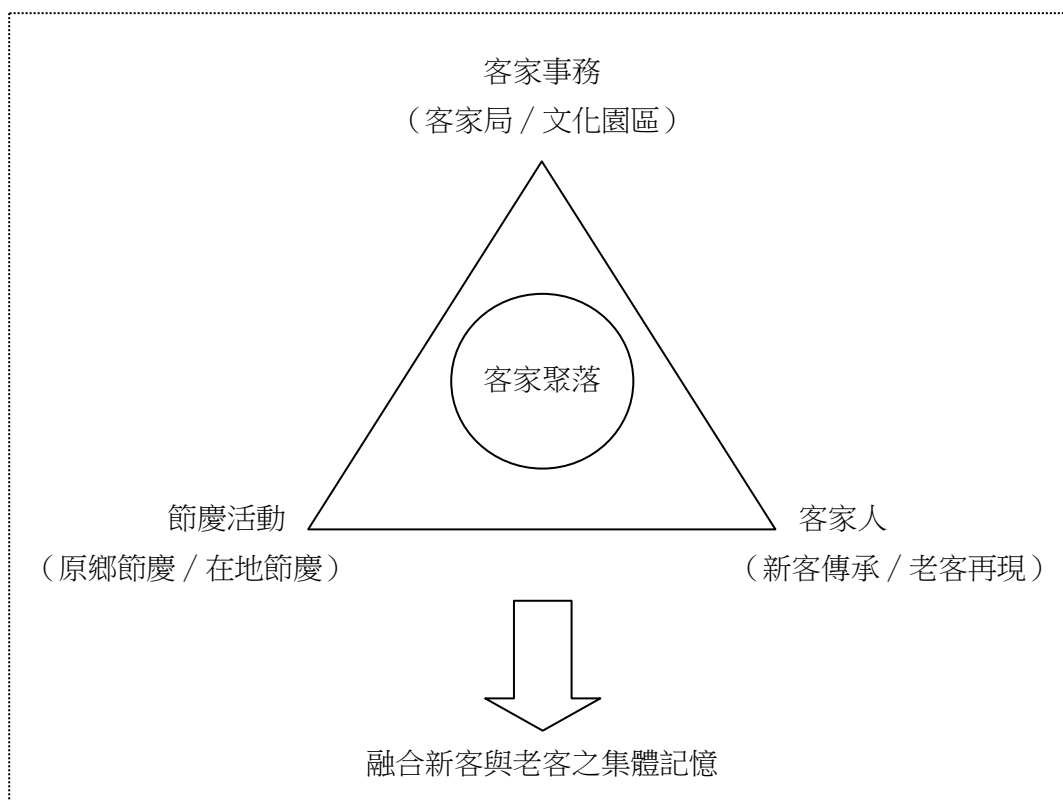 客家事務
（客家局 / 文化園區）
客家聚落
節慶活動
客家人
（原鄉節慶 / 在地節慶）
（新客傳承 / 老客再現）
融合新客與老客之集體記憶